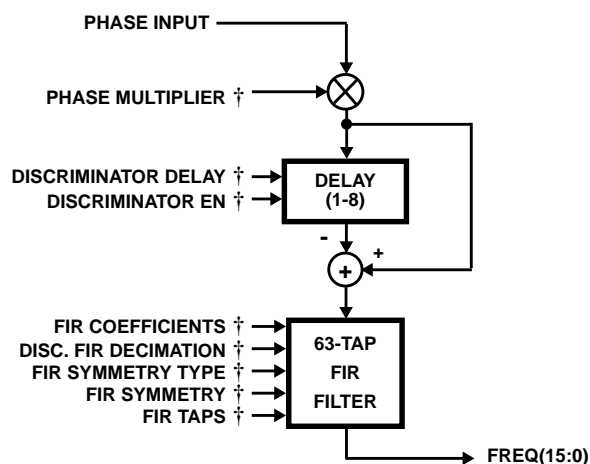 PHASE INPUT
PHASE MULTIPLIER †
DISCRIMINATOR DELAY †
DISCRIMINATOR EN †
DELAY
(1-8)
-
+
+
FIR COEFFICIENTS †
DISC. FIR DECIMATION †
FIR SYMMETRY TYPE †
FIR SYMMETRY †
FIR TAPS †
63-TAP
FIR
FILTER
FREQ(15:0)